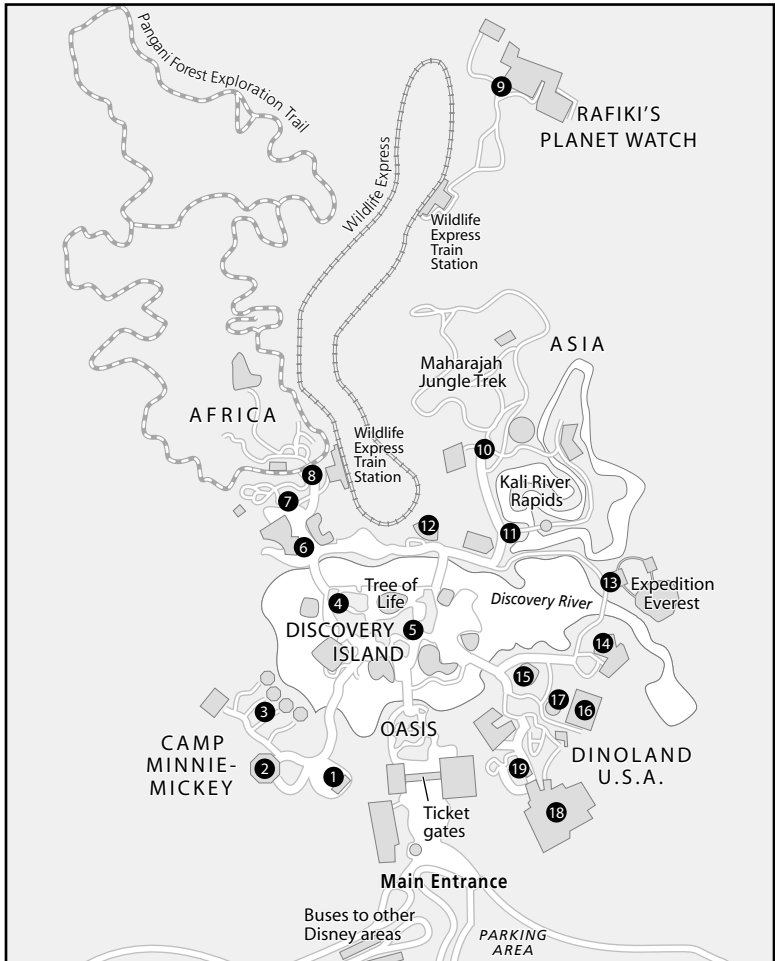 Pangani Forest Exploration Trail
9
RAFIKI'S
PLANET WATCH
Wildlife Express
Wildlife
Express
Train
Station
ASIA
Maharajah
Jungle Trek
AFRICA
Wildlife
Express
Train
Station
10
8
Kali River
Rapids
7
12
11
6
13
Expedition
Everest
Tree of
Life
4
Discovery River
5
DISCOVERY
ISLAND
14
15
17
16
3
OASIS
CAMP
MINNIE-
MICKEY
2
1
19
DINOLAND
U.S.A.
18
Ticket
gates
Main Entrance
Buses to other
Disney areas
PARKING
AREA